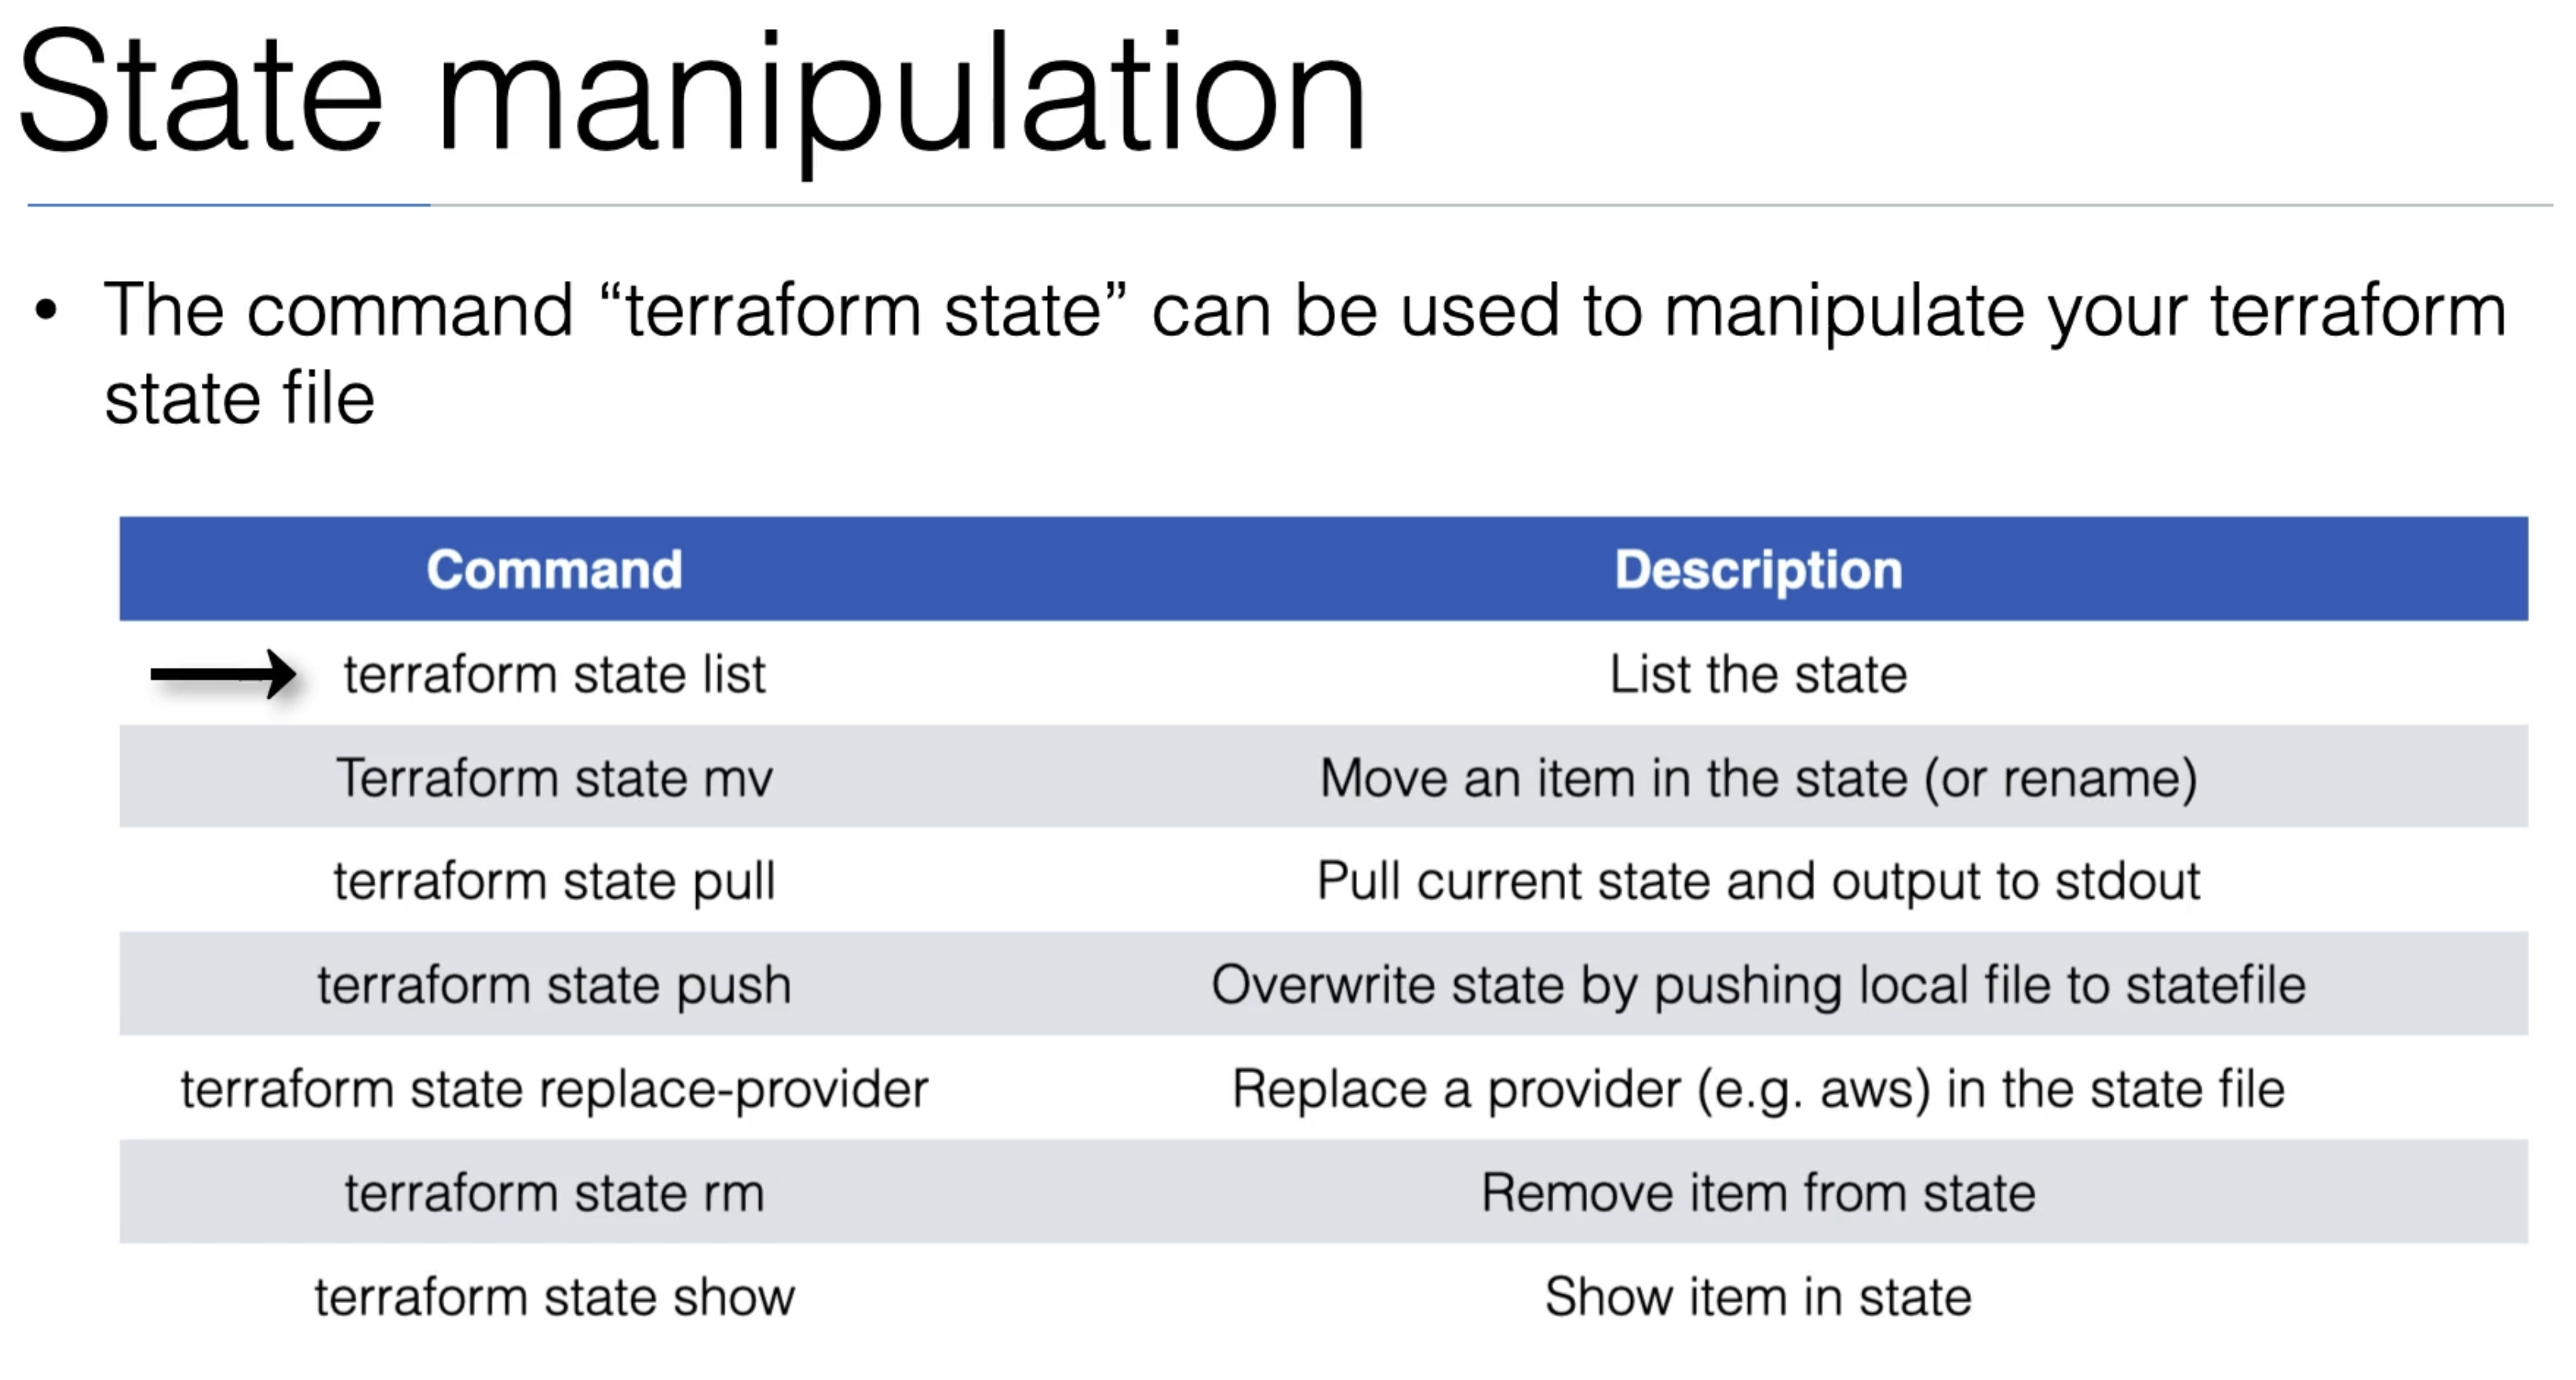 State manipulation
• The command “terraform state” can be used to manipulate your terraform
state file
Command Description
terraform state list List the state
Terraform state mv Move an item in the state (or rename)
terraform state pull Pull current state and output to stdout
terraform state push Overwrite state by pushing local file to statefile
terraform state replace-provider Replace a provider (e.g. aws) in the state file
terraform state rm Remove item from state
terraform state show Show item in state